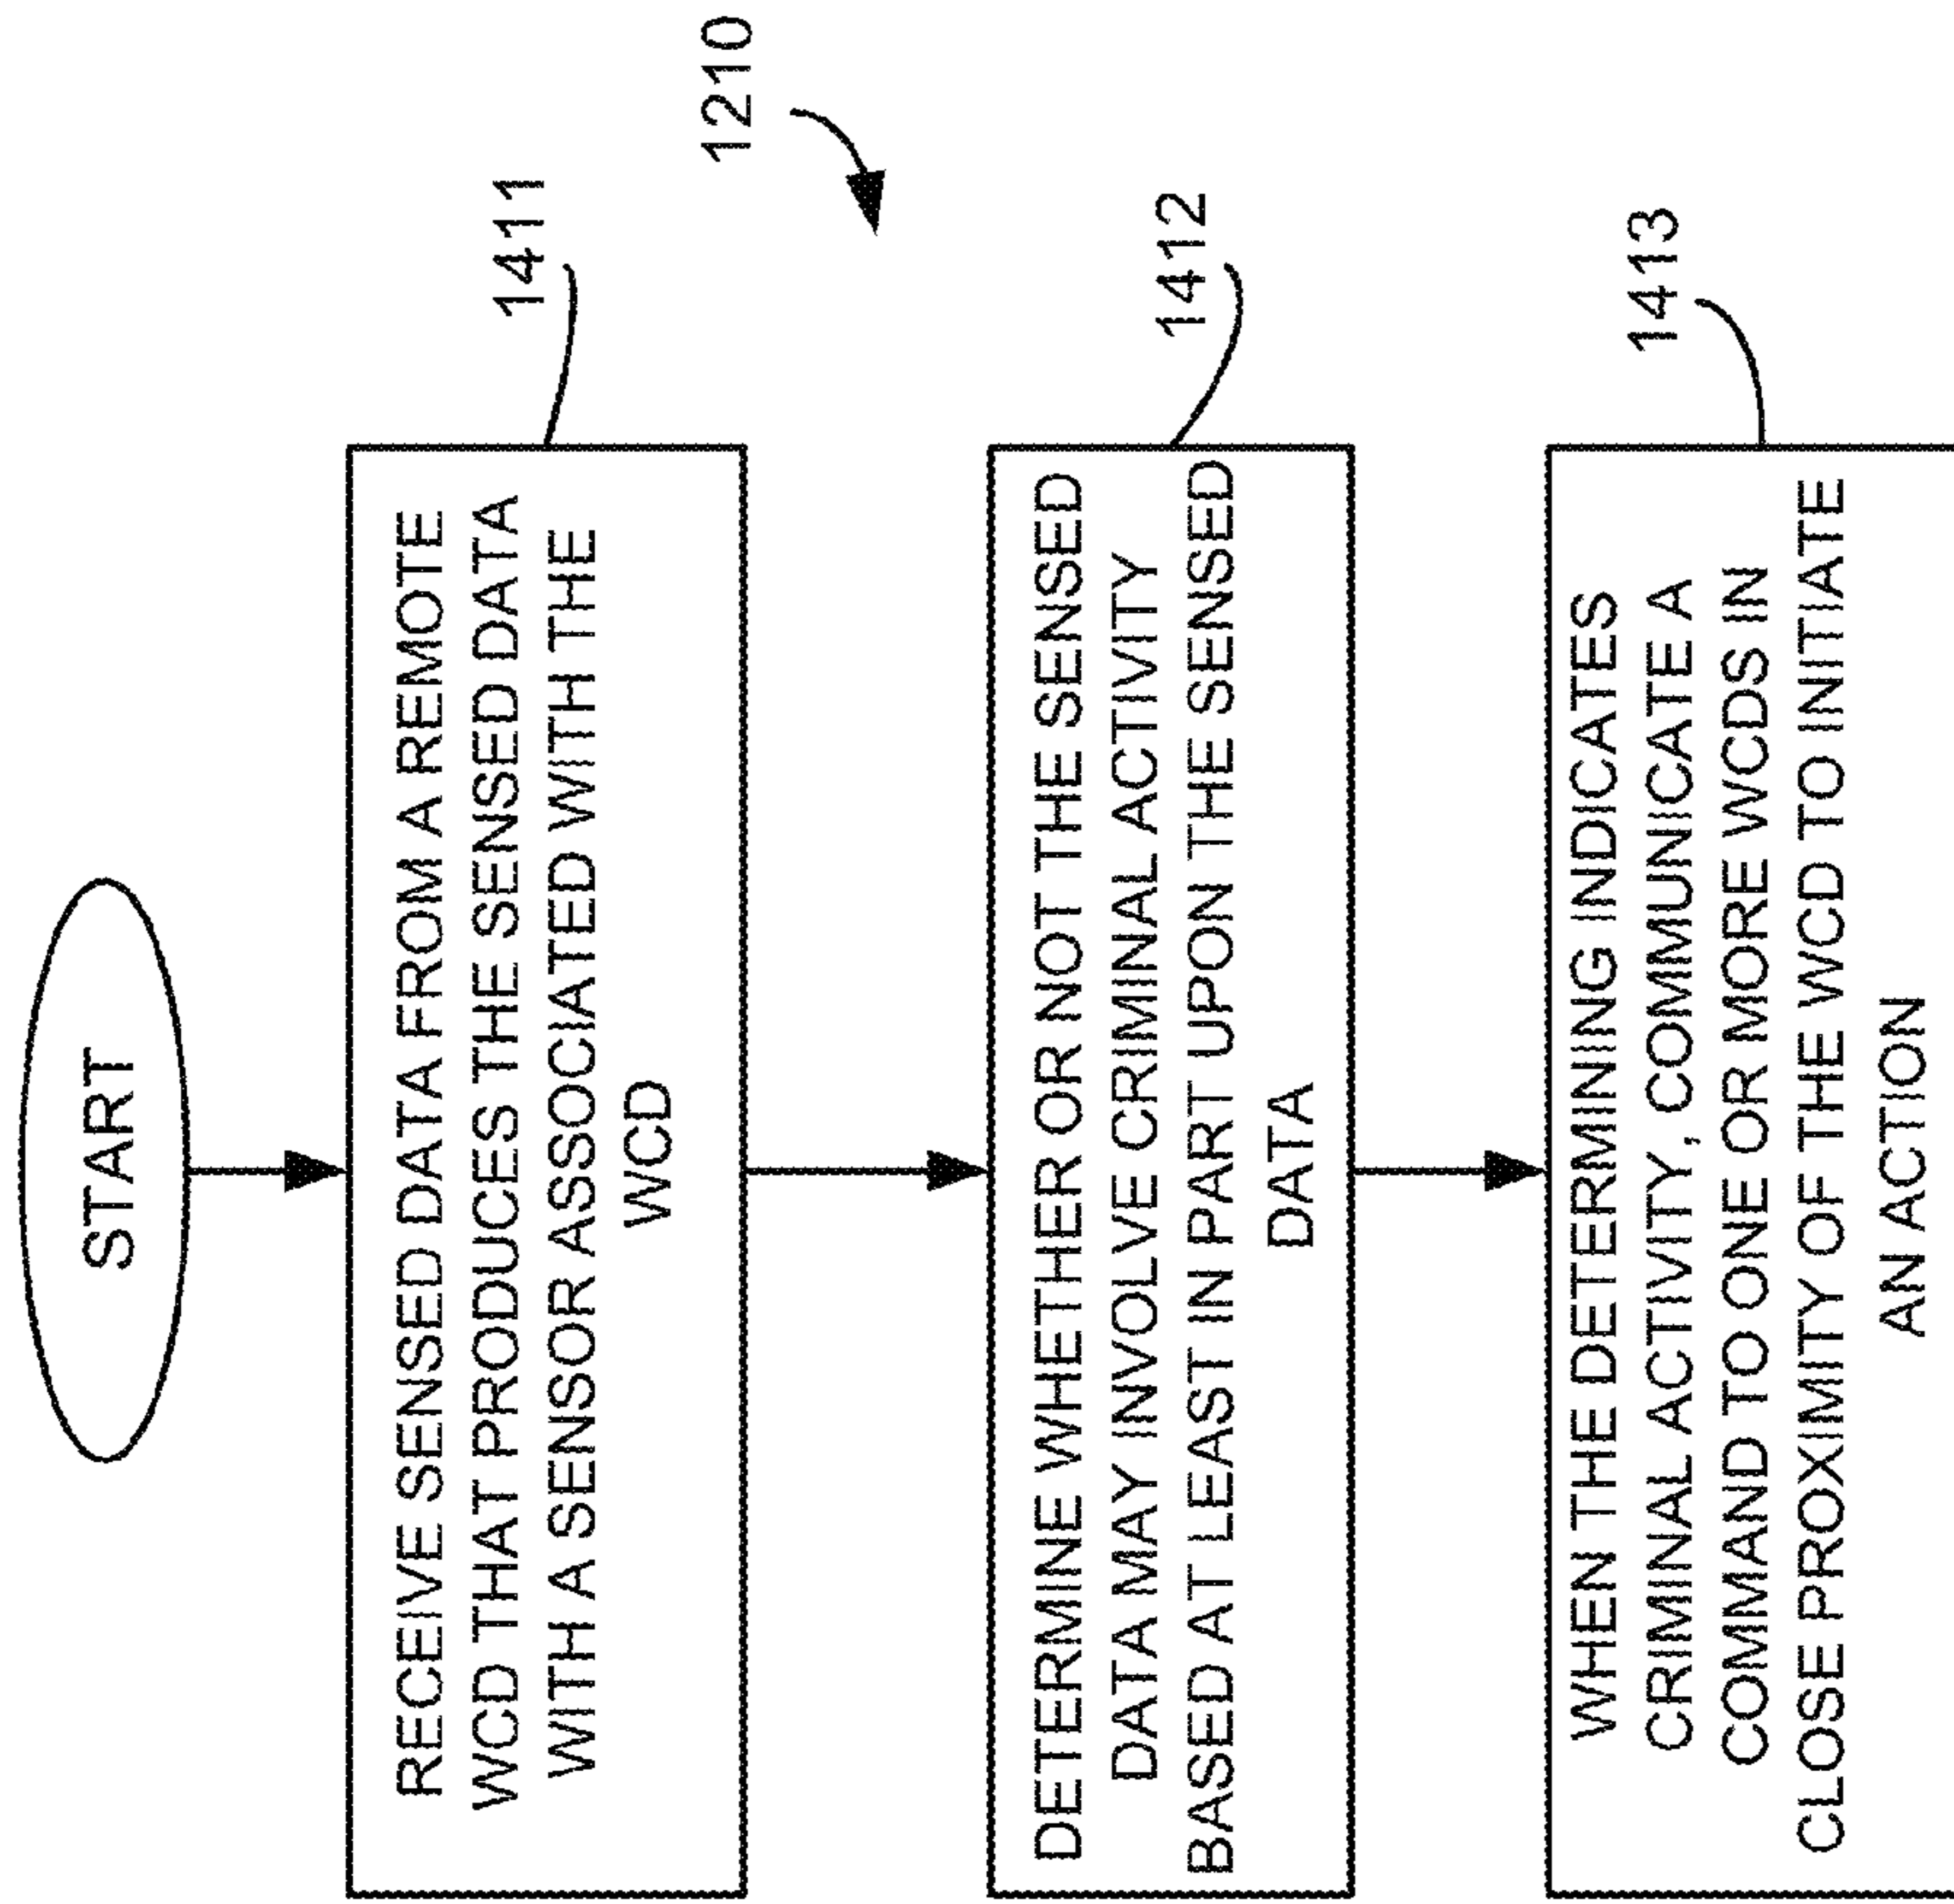 START
1210
RECEIVE SENSED DATA FROM A REMOTE
WCD THAT PRODUCES THE SENSED DATA
WITH A SENSOR ASSOCIATED WITH THE
WCD
1411
DETERMINE WHETHER OR NOT THE SENSED
DATA MAY INVOLVE CRIMINAL ACTIVITY
BASED AT LEAST IN PART UPON THE SENSED
DATA
1412
WHEN THE DETERMINING INDICATES
CRIMINAL ACTIVITY, COMMUNICATE A
COMMAND TO ONE OR MORE WCDS IN
CLOSE PROXIMITY OF THE WCD TO INITIATE
AN ACTION
1413